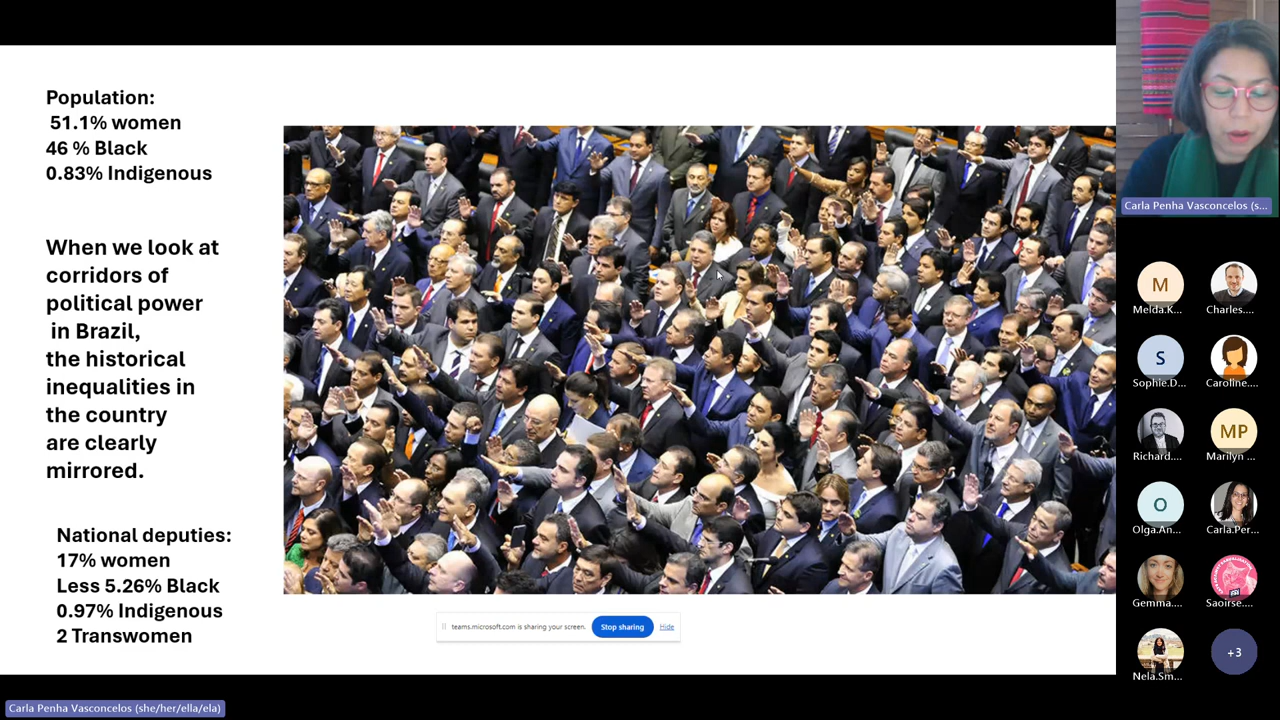 Population:
51.1% women
46 % Black
0.83% Indigenous
When we look at
corridors of
political power
in Brazil,
the historical
inequalities in
the country
are clearly
mirrored.
National deputies:
17% women
Less 5.26% Black
0.97% Indigenous
2 Transwomen
teams.microsoft.com is sharing your screen.
Stop sharing
Hide
Carla Penha Vasconcelos (she/her/ella/ela)
Carla Penha Vasconcelos (s...
M
Melda.K...
Charles....
S
Sophie.D...
Caroline....
Richard....
MP
Marilyn ...
O
Olga.An...
Carla.Per...
Gemma....
Saoirse....
Nela.Sm...
+3